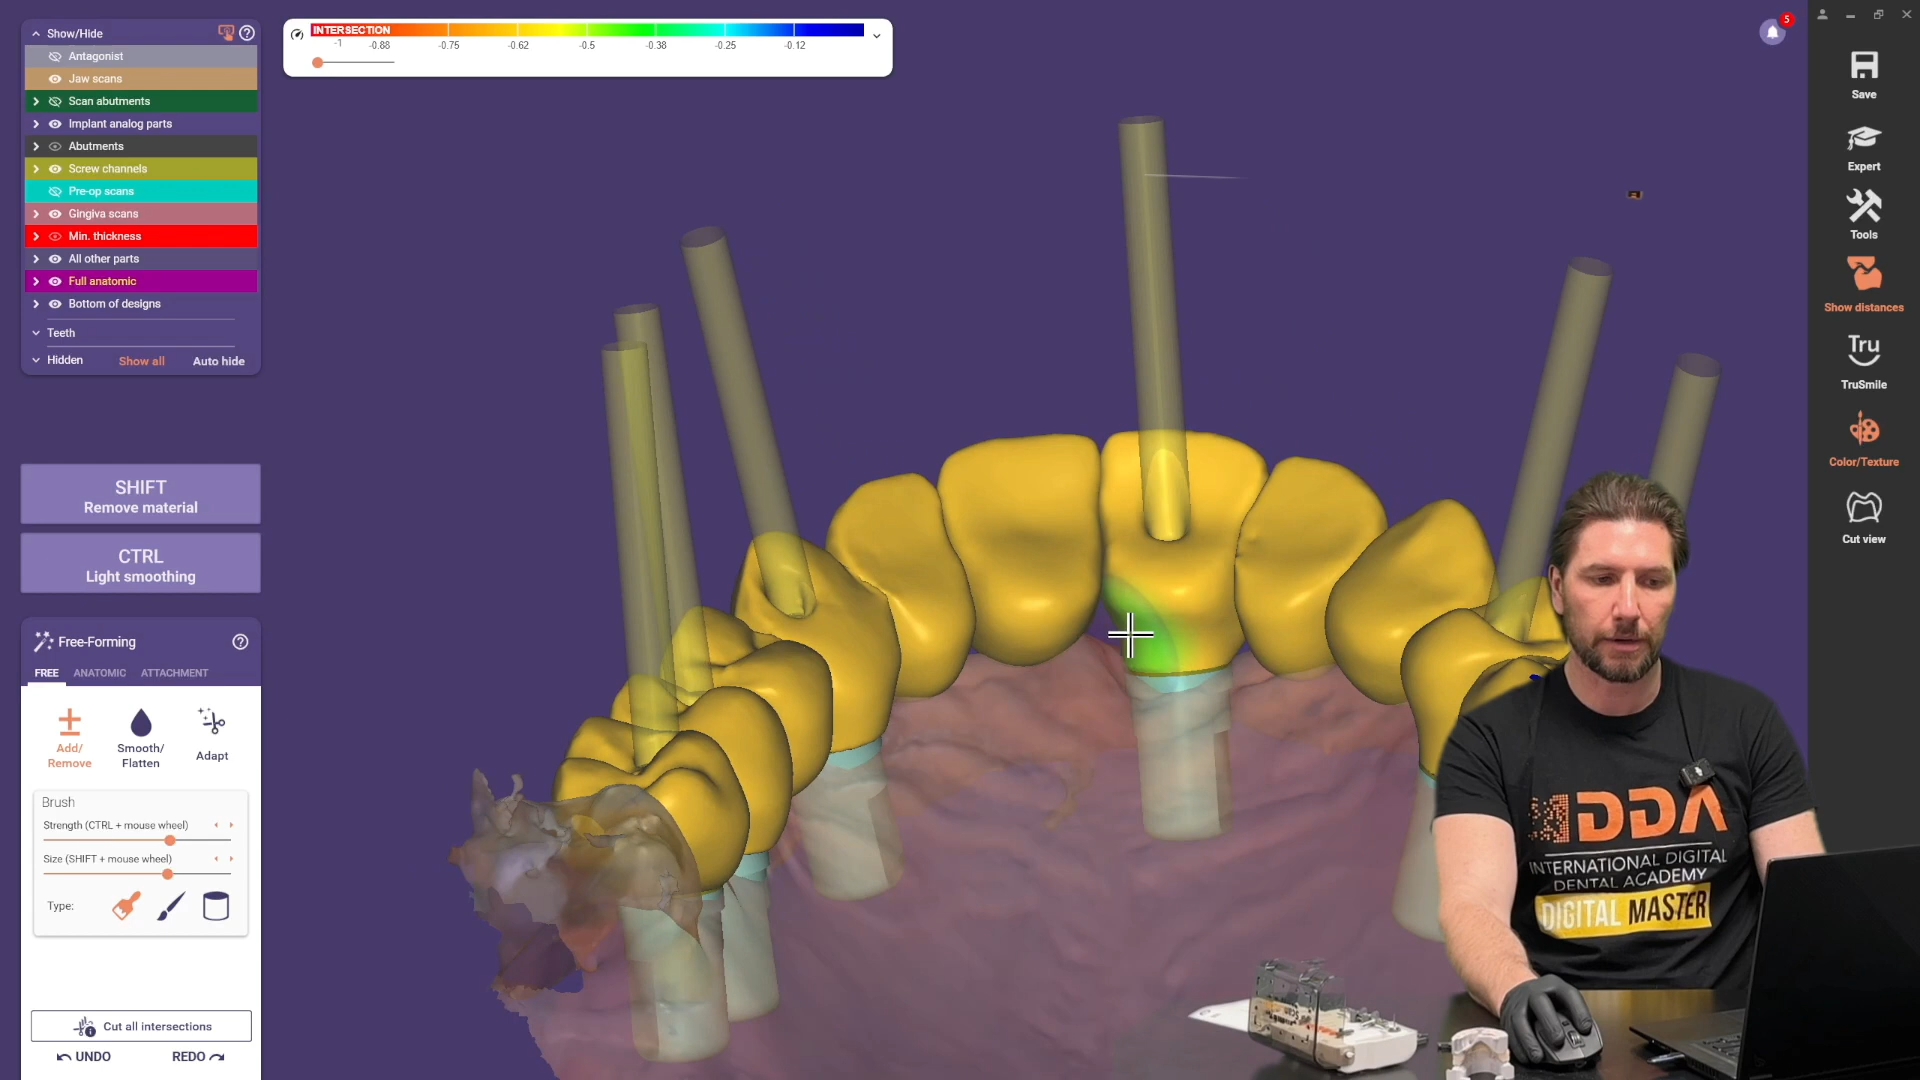 Show/Hide
Antagonist
Jaw scans
Scan abutments
Implant analog parts
Abutments
Screw channels
Pre-op scans
Gingiva scans
Min. thickness
All other parts
Full anatomic
Bottom of designs
Teeth
Hidden Show all Auto hide
SHIFT
Remove material
CTRL
Light smoothing
Free-Forming
FREE ANATOMIC ATTACHMENT
Add/
Remove
Smooth/
Flatten
Adapt
Brush
Strength (CTRL + mouse wheel)
Size (SHIFT + mouse wheel)
Type:
Cut all intersections
UNDO REDO
INTERSECTION
-1 -0.88 -0.75 -0.62 -0.5 -0.38 -0.25 -0.12
5
Save
Expert
Tools
Show distances
Tru
TruSmile
Color/Texture
Cut view
IDDA
INTERNATIONAL DIGITAL
DENTAL ACADEMY
DIGITAL MASTER